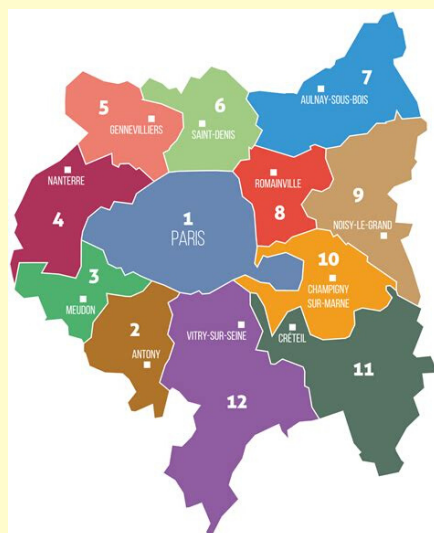 7
AULNAY-SOUS-BOIS
5
GENNEVILLIERS
6
SAINT-DENIS
NANTERRE
4
ROMAINVILLE
8
9
NOISY-LE-GRAND
1
PARIS
3
MEUDON
10
CHAMPIGNY
SUR-MARNE
2
ANTONY
VITRY-SUR-SEINE
CRÉTEIL
11
12